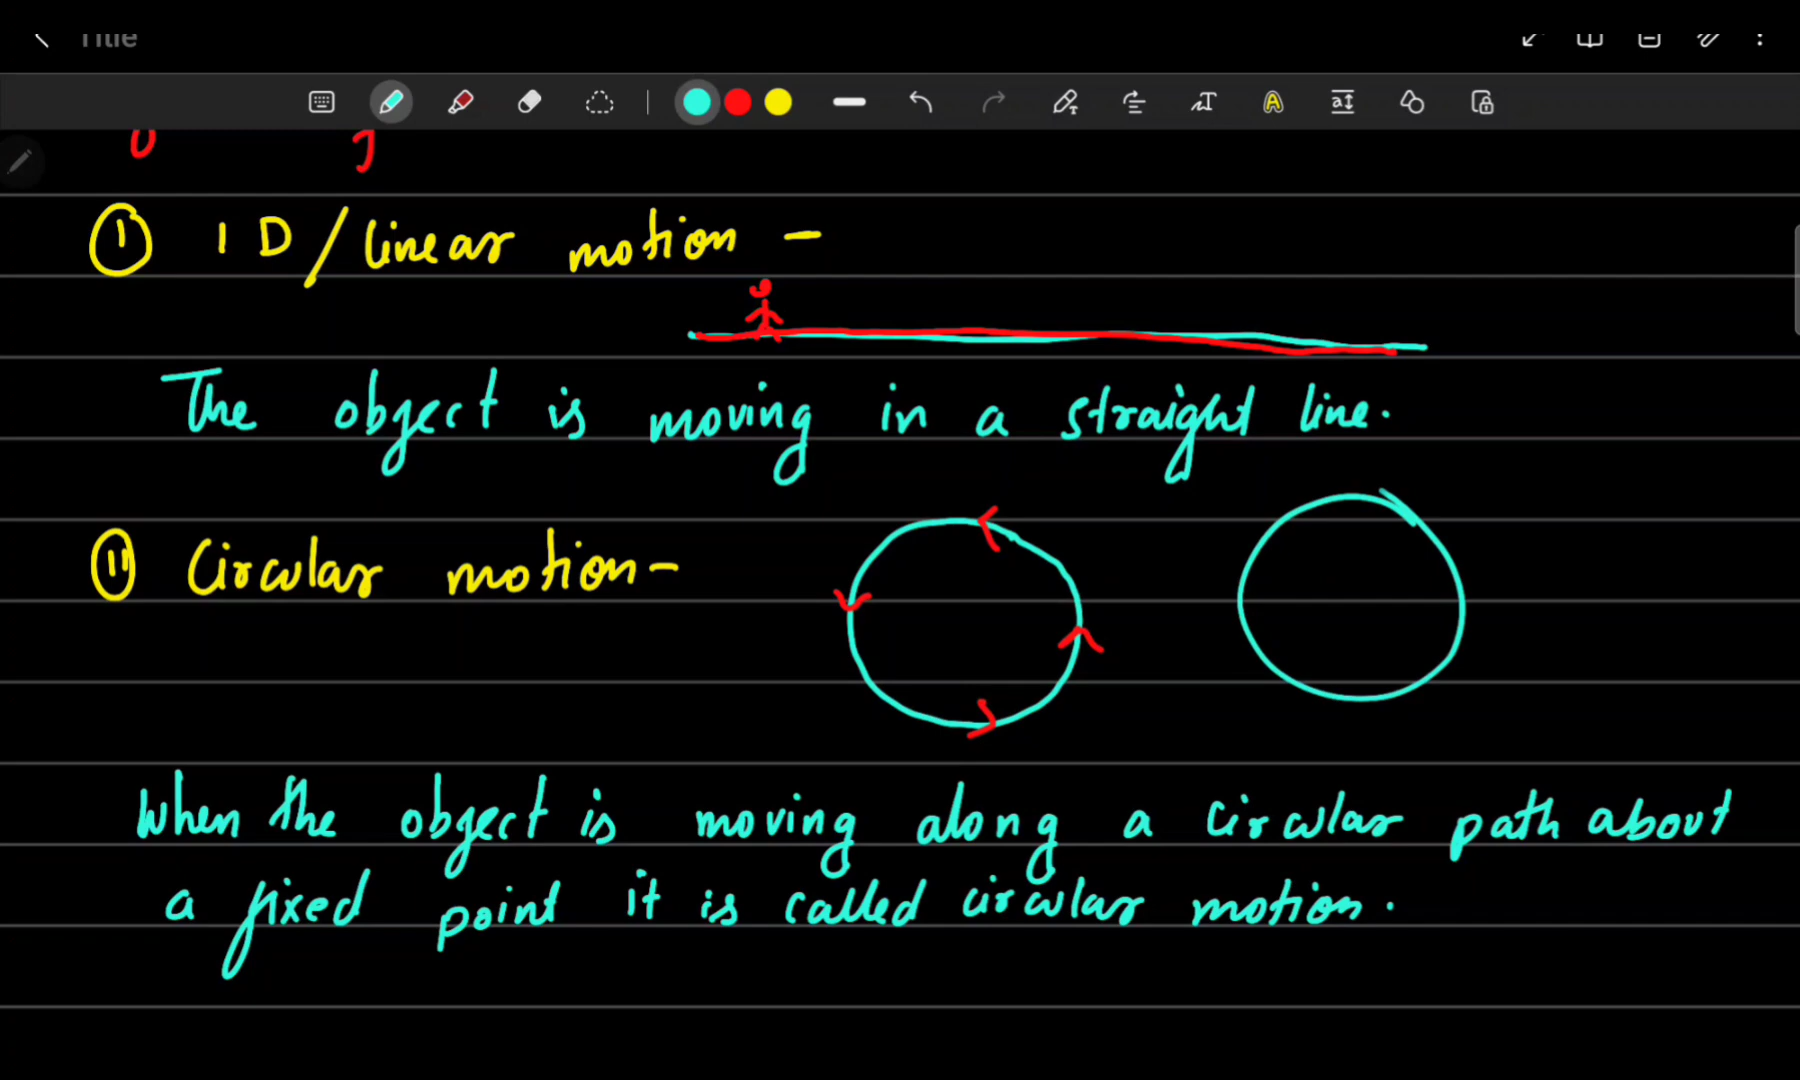 Title
① 1D/linear motion -
The object is moving in a straight line.
⑪ Circular motion-
When the object is moving along a circular path about
a fixed point it is called circular motion.